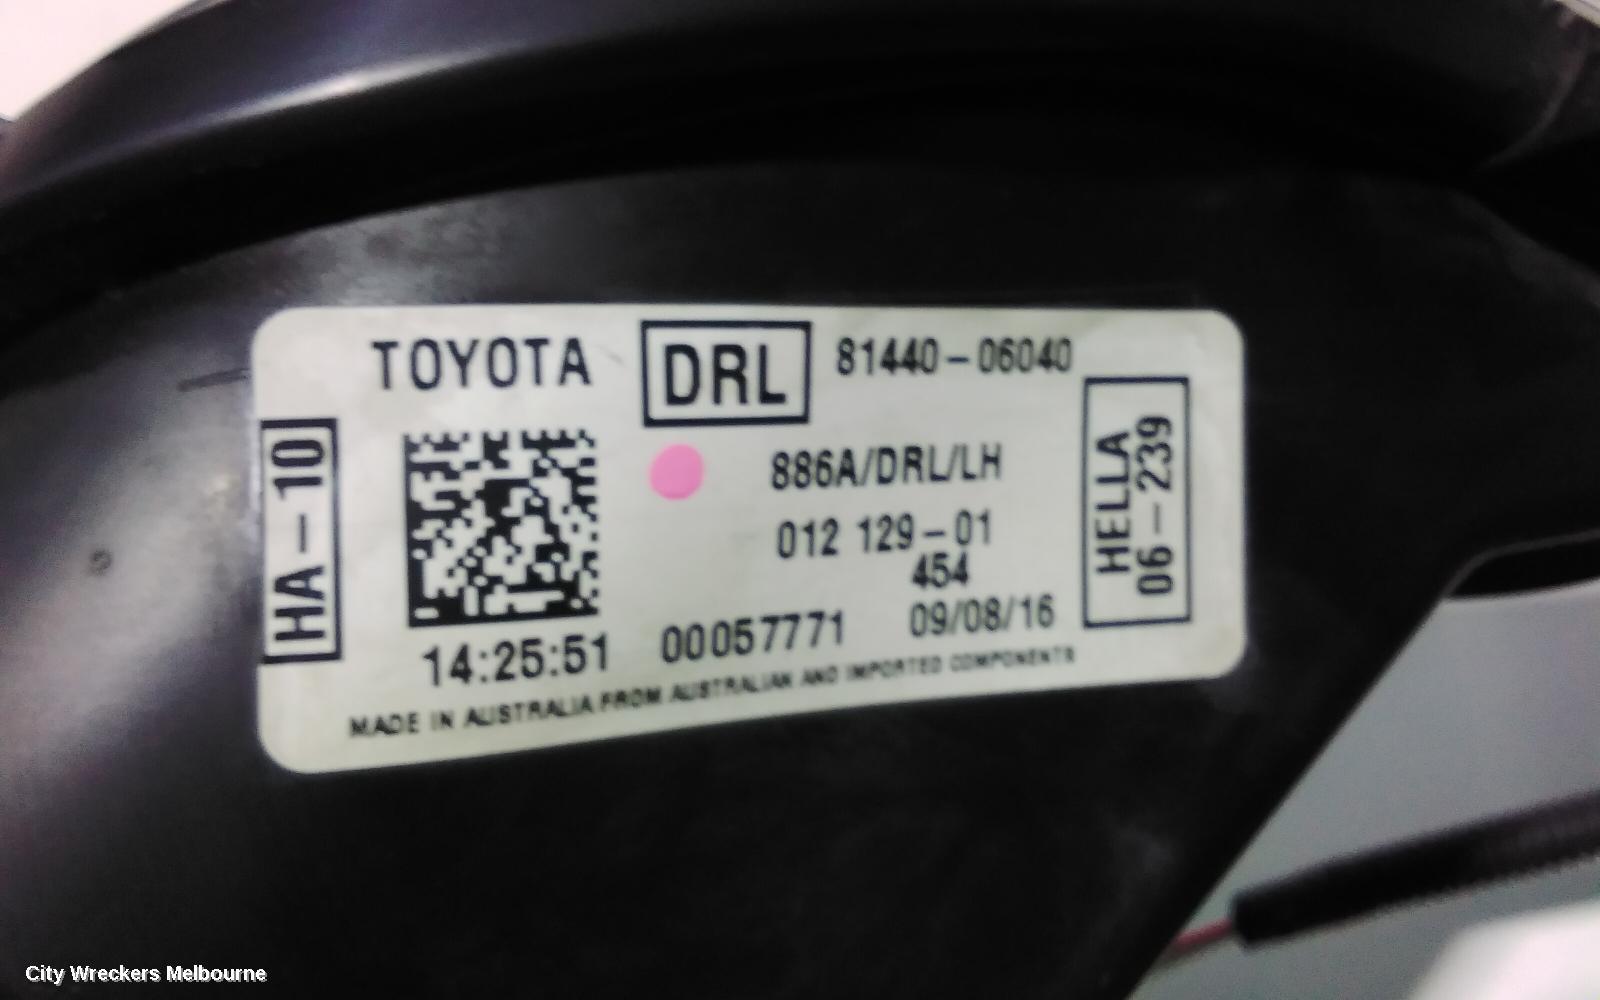 TOYOTA DRL 81440-06040
HA-10
886A/DRL/LH
HELLA
06-239
012 129-01
454
14:25:51 00057771 09/08/16
MADE IN AUSTRALIA FROM AUSTRALIAN AND IMPORTED COMPONENTS
City Wreckers Melbourne